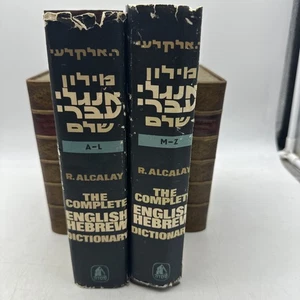 ר. אלקלעי
מילון
אנגלי
עברי
שלם
A-L
R. ALCALAY
THE
COMPLETE
ENGLISH
HEBREW
DICTIONARY
ר. אלקלעי
מילון
אנגלי
עברי
שלם
M-Z
R. ALCALAY
THE
COMPLETE
ENGLISH
HEBREW
DICTIONARY